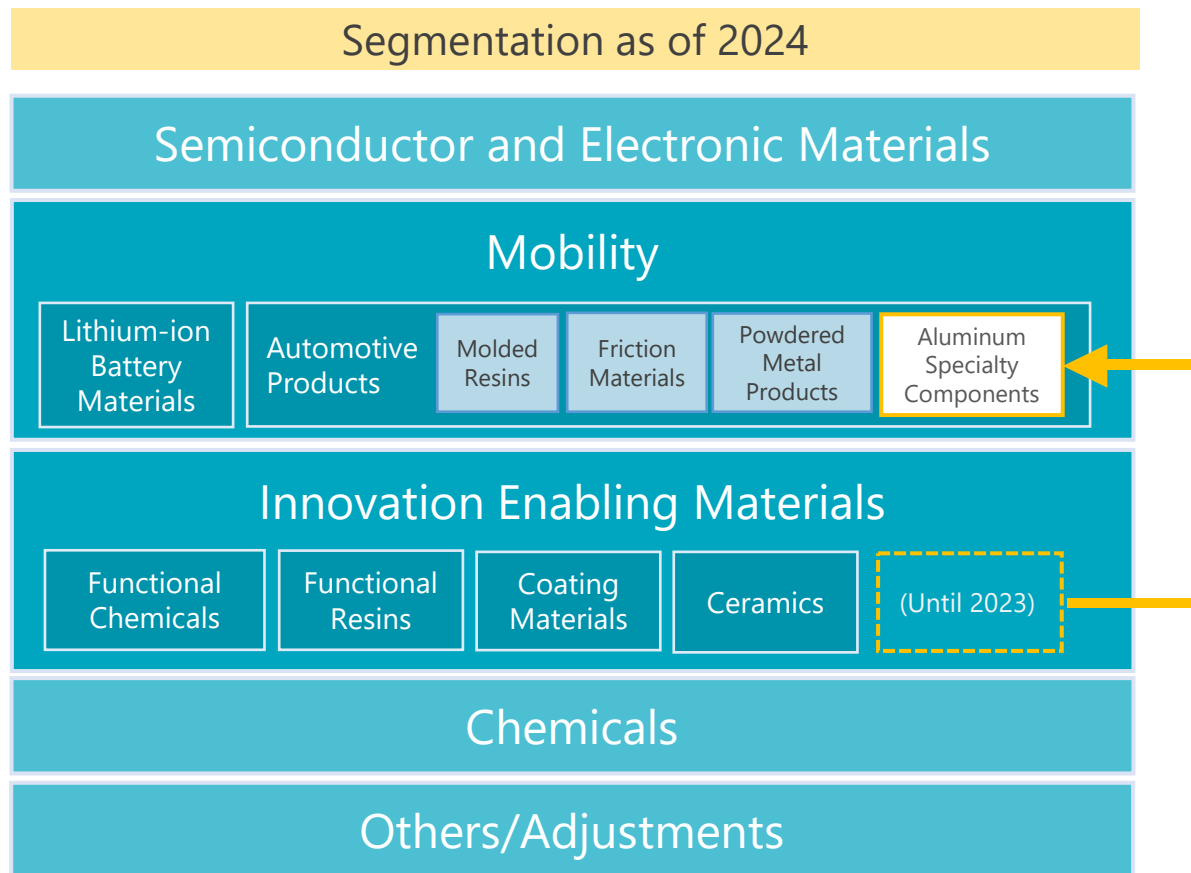 Segmentation as of 2024
Semiconductor and Electronic Materials
Mobility
Lithium-ion
Battery
Materials
Automotive
Products
Molded
Resins
Friction
Materials
Powdered
Metal
Products
Aluminum
Specialty
Components
Innovation Enabling Materials
Functional
Chemicals
Functional
Resins
Coating
Materials
Ceramics
(Until 2023)
Chemicals
Others/Adjustments